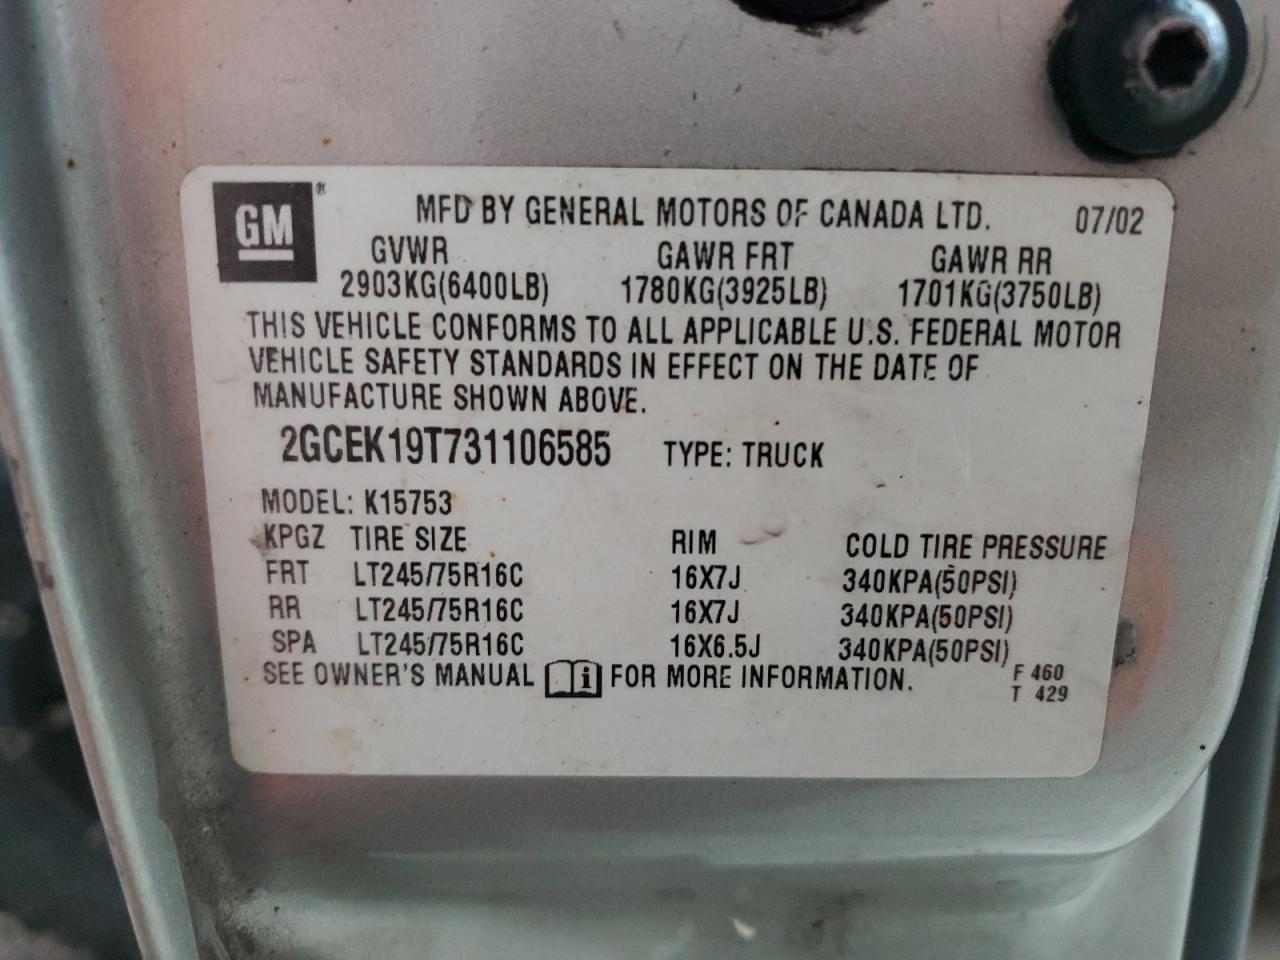 GM ® MFD BY GENERAL MOTORS OF CANADA LTD. 07/02
GVWR GAWR FRT GAWR RR
2903KG(6400LB) 1780KG(3925LB) 1701KG(3750LB)
THIS VEHICLE CONFORMS TO ALL APPLICABLE U.S. FEDERAL MOTOR
VEHICLE SAFETY STANDARDS IN EFFECT ON THE DATE OF
MANUFACTURE SHOWN ABOVE.
2GCEK19T731106585 TYPE: TRUCK
MODEL: K15753
KPGZ TIRE SIZE RIM COLD TIRE PRESSURE
FRT LT245/75R16C 16X7J 340KPA(50PSI)
RR LT245/75R16C 16X7J 340KPA(50PSI)
SPA LT245/75R16C 16X6.5J 340KPA(50PSI)
SEE OWNER'S MANUAL i FOR MORE INFORMATION. F 460
T 429